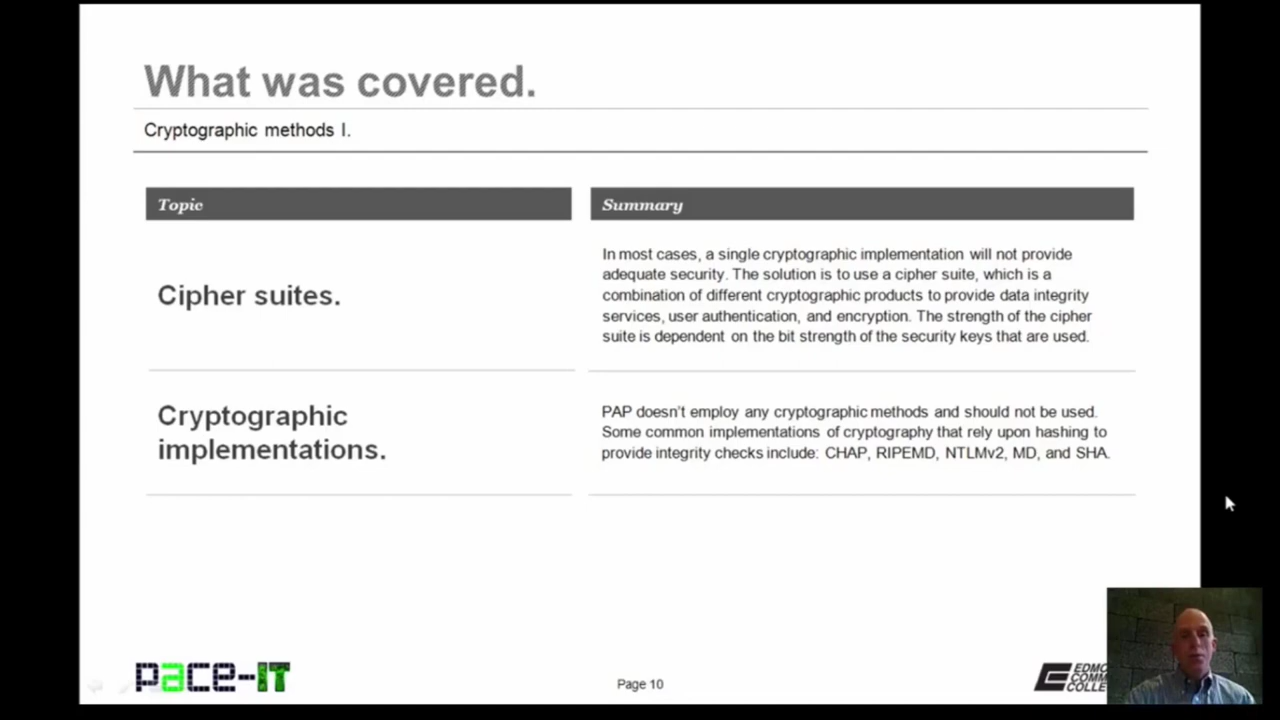 What was covered.
Cryptographic methods I.
Topic
Summary
Cipher suites.
In most cases, a single cryptographic implementation will not provide
adequate security. The solution is to use a cipher suite, which is a
combination of different cryptographic products to provide data integrity
services, user authentication, and encryption. The strength of the cipher
suite is dependent on the bit strength of the security keys that are used.
Cryptographic
implementations.
PAP doesn't employ any cryptographic methods and should not be used.
Some common implementations of cryptography that rely upon hashing to
provide integrity checks include: CHAP, RIPEMD, NTLMv2, MD, and SHA.
pace-IT
Page 10